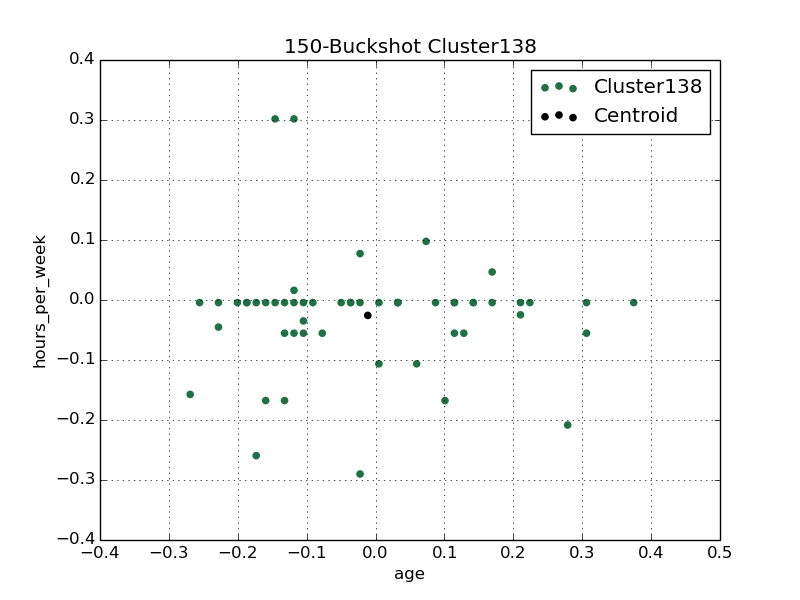 150-Buckshot Cluster138
Cluster138
Centroid
0.4
0.3
0.2
0.1
0.0
−0.1
−0.2
−0.3
−0.4
hours_per_week
−0.4 −0.3 −0.2 −0.1 0.0 0.1 0.2 0.3 0.4 0.5
age